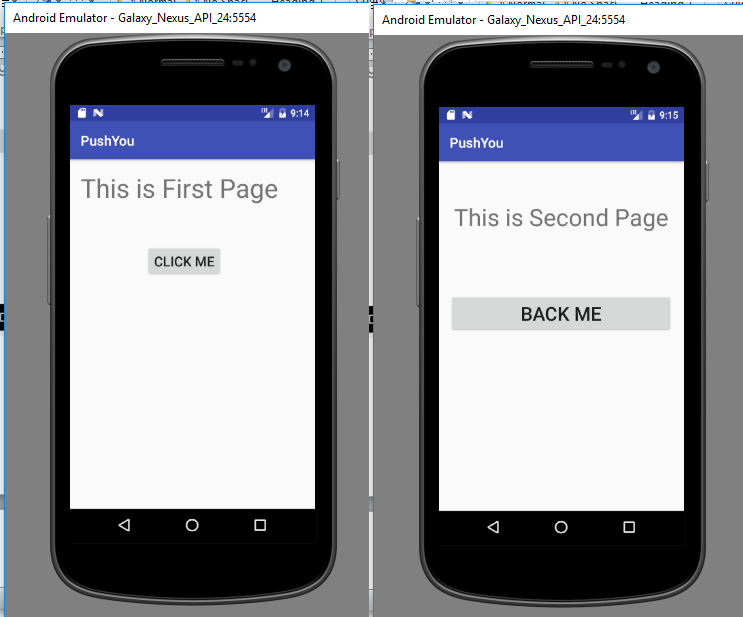 Android Emulator - Galaxy_Nexus_API_24:5554
9:14
PushYou
This is First Page
CLICK ME
Android Emulator - Galaxy_Nexus_API_24:5554
9:15
PushYou
This is Second Page
BACK ME